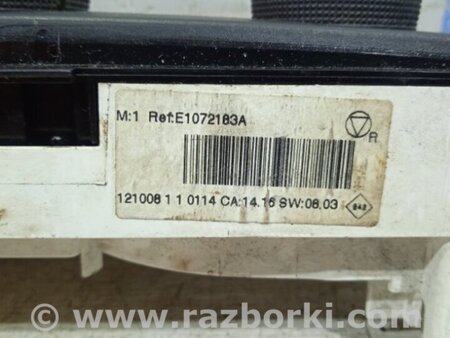 M:1 Ref:E1072183A
R
121008 1 1 0114 CA:14.16 SW:08.03
www.razborki.com